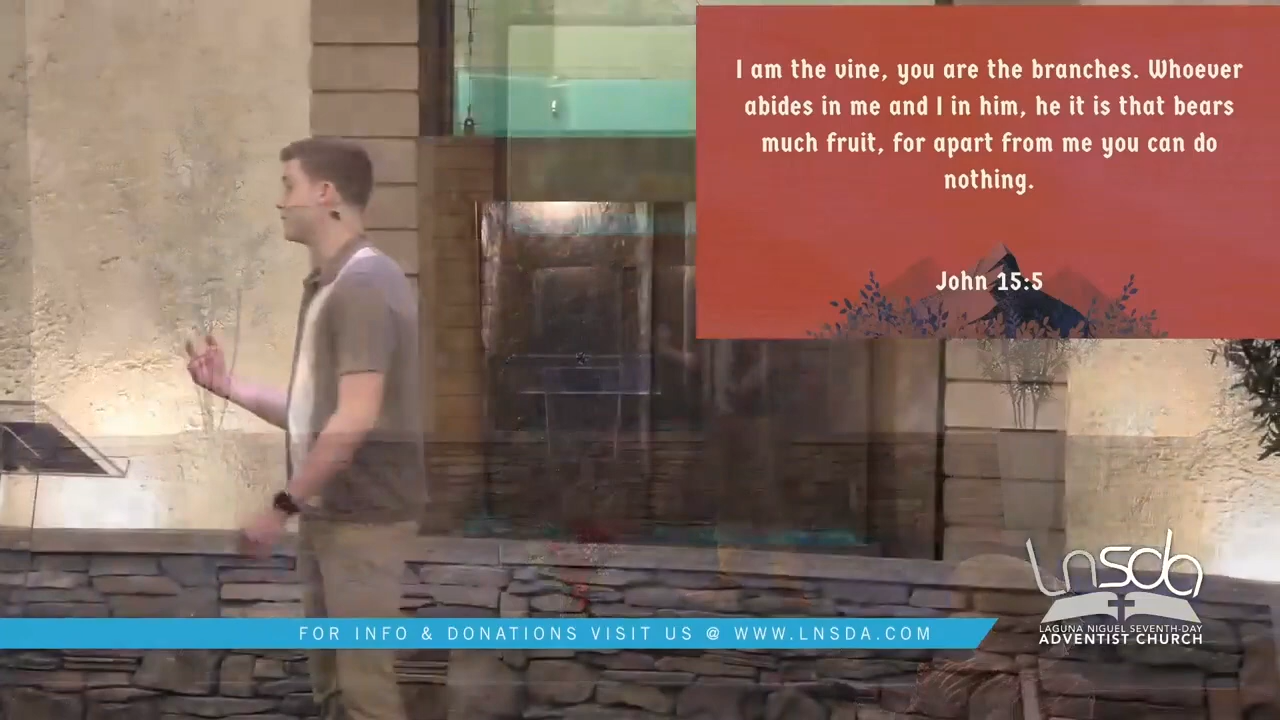 I am the vine, you are the branches. Whoever
abides in me and I in him, he it is that bears
much fruit, for apart from me you can do
nothing.
John 15:5
FOR INFO & DONATIONS VISIT US @ WWW.LNSDA.COM
Lnsda
LAGUNA NIGUEL SEVENTH-DAY
ADVENTIST CHURCH